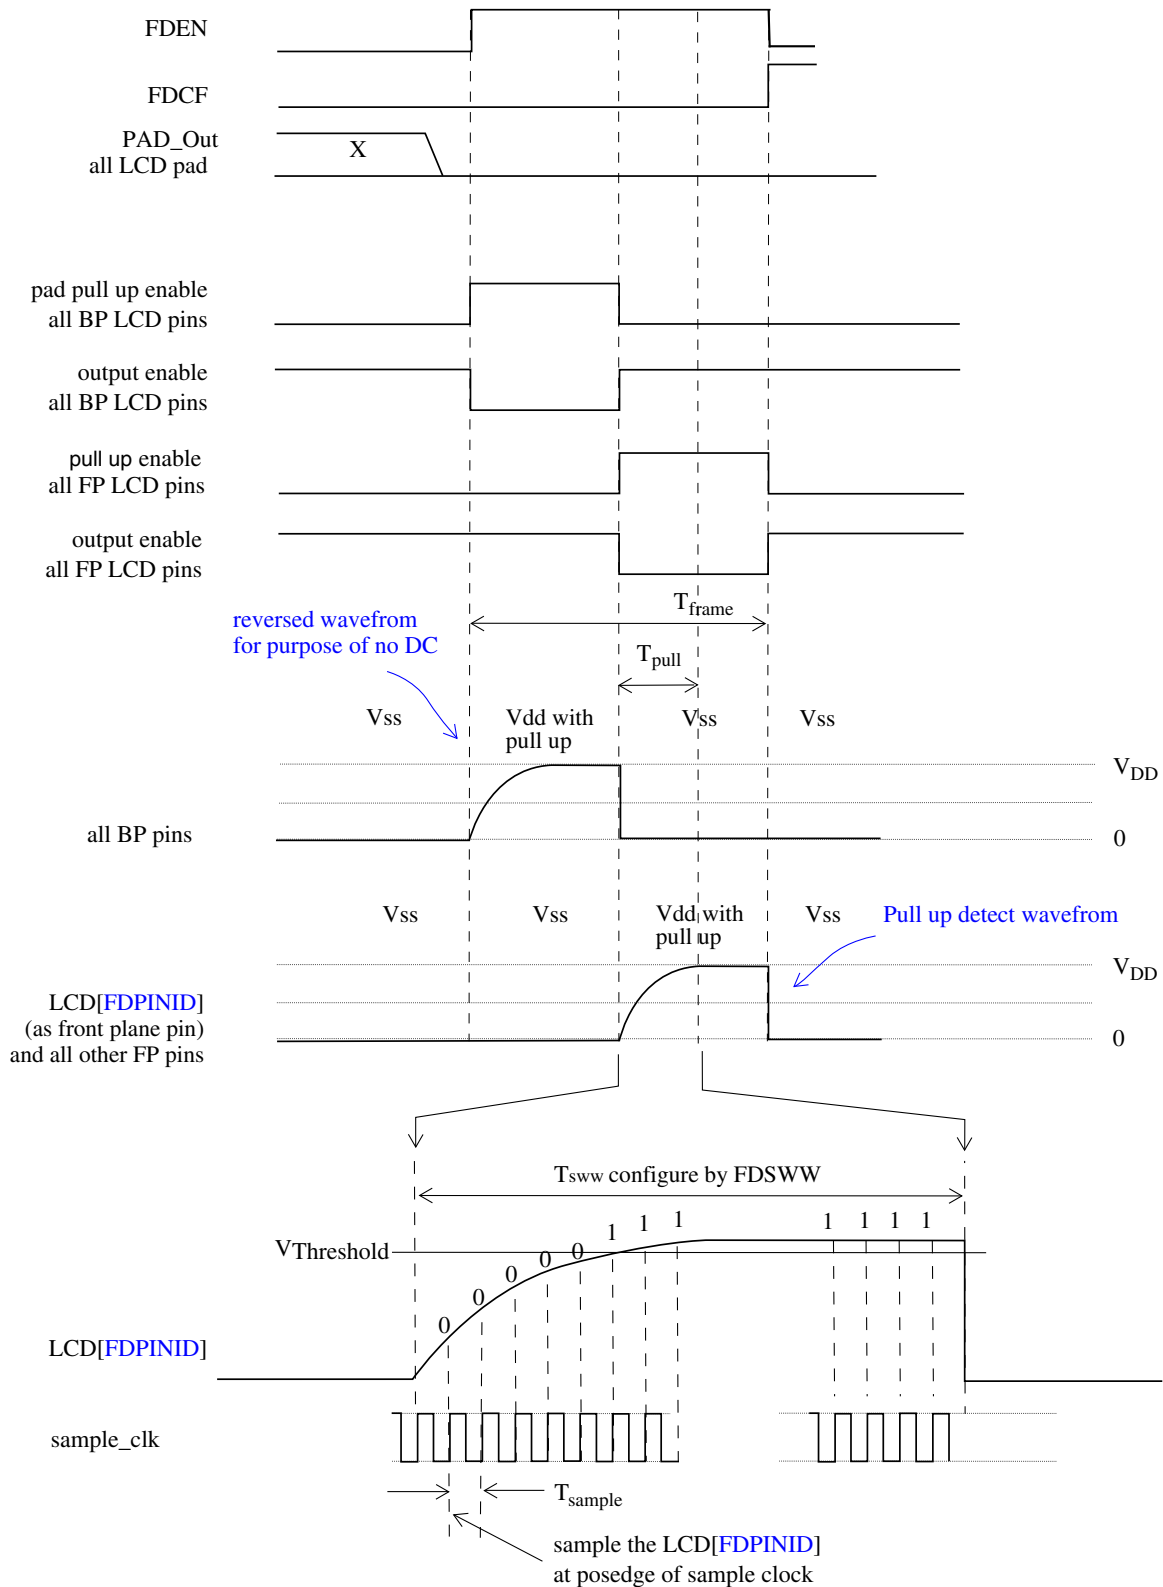 FDEN
FDCF
PAD_Out
all LCD pad
X
pad pull up enable
all BP LCD pins
output enable
all BP LCD pins
pull up enable
all FP LCD pins
output enable
all FP LCD pins
Tframe
reversed wavefrom
for purpose of no DC
Tpull
Vss
Vdd with
pull up
Vss
Vss
VDD
all BP pins
0
Vss
Vss
Vdd with
pull up
Vss
Pull up detect wavefrom
VDD
LCD[FDPINID]
(as front plane pin)
and all other FP pins
0
Tsww configure by FDSWW
VThreshold
0 0 0 0 0 1 1 1 1 1 1 1
LCD[FDPINID]
sample_clk
Tsample
sample the LCD[FDPINID]
at posedge of sample clock